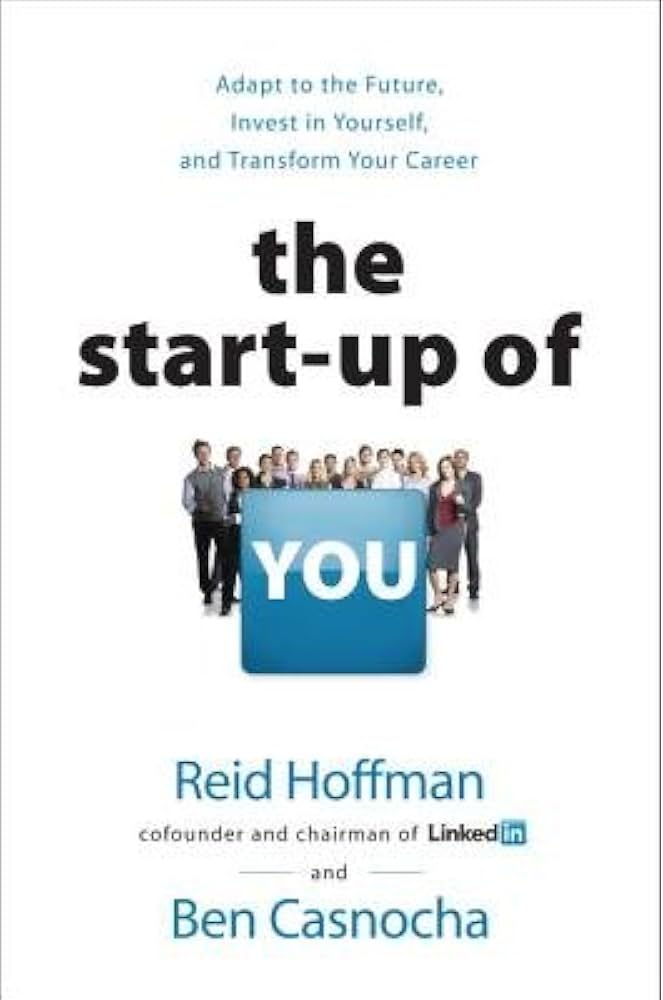 Adapt to the Future,
Invest in Yourself,
and Transform Your Career
the
start-up of
YOU
Reid Hoffman
cofounder and chairman of Linkedin
and
Ben Casnocha